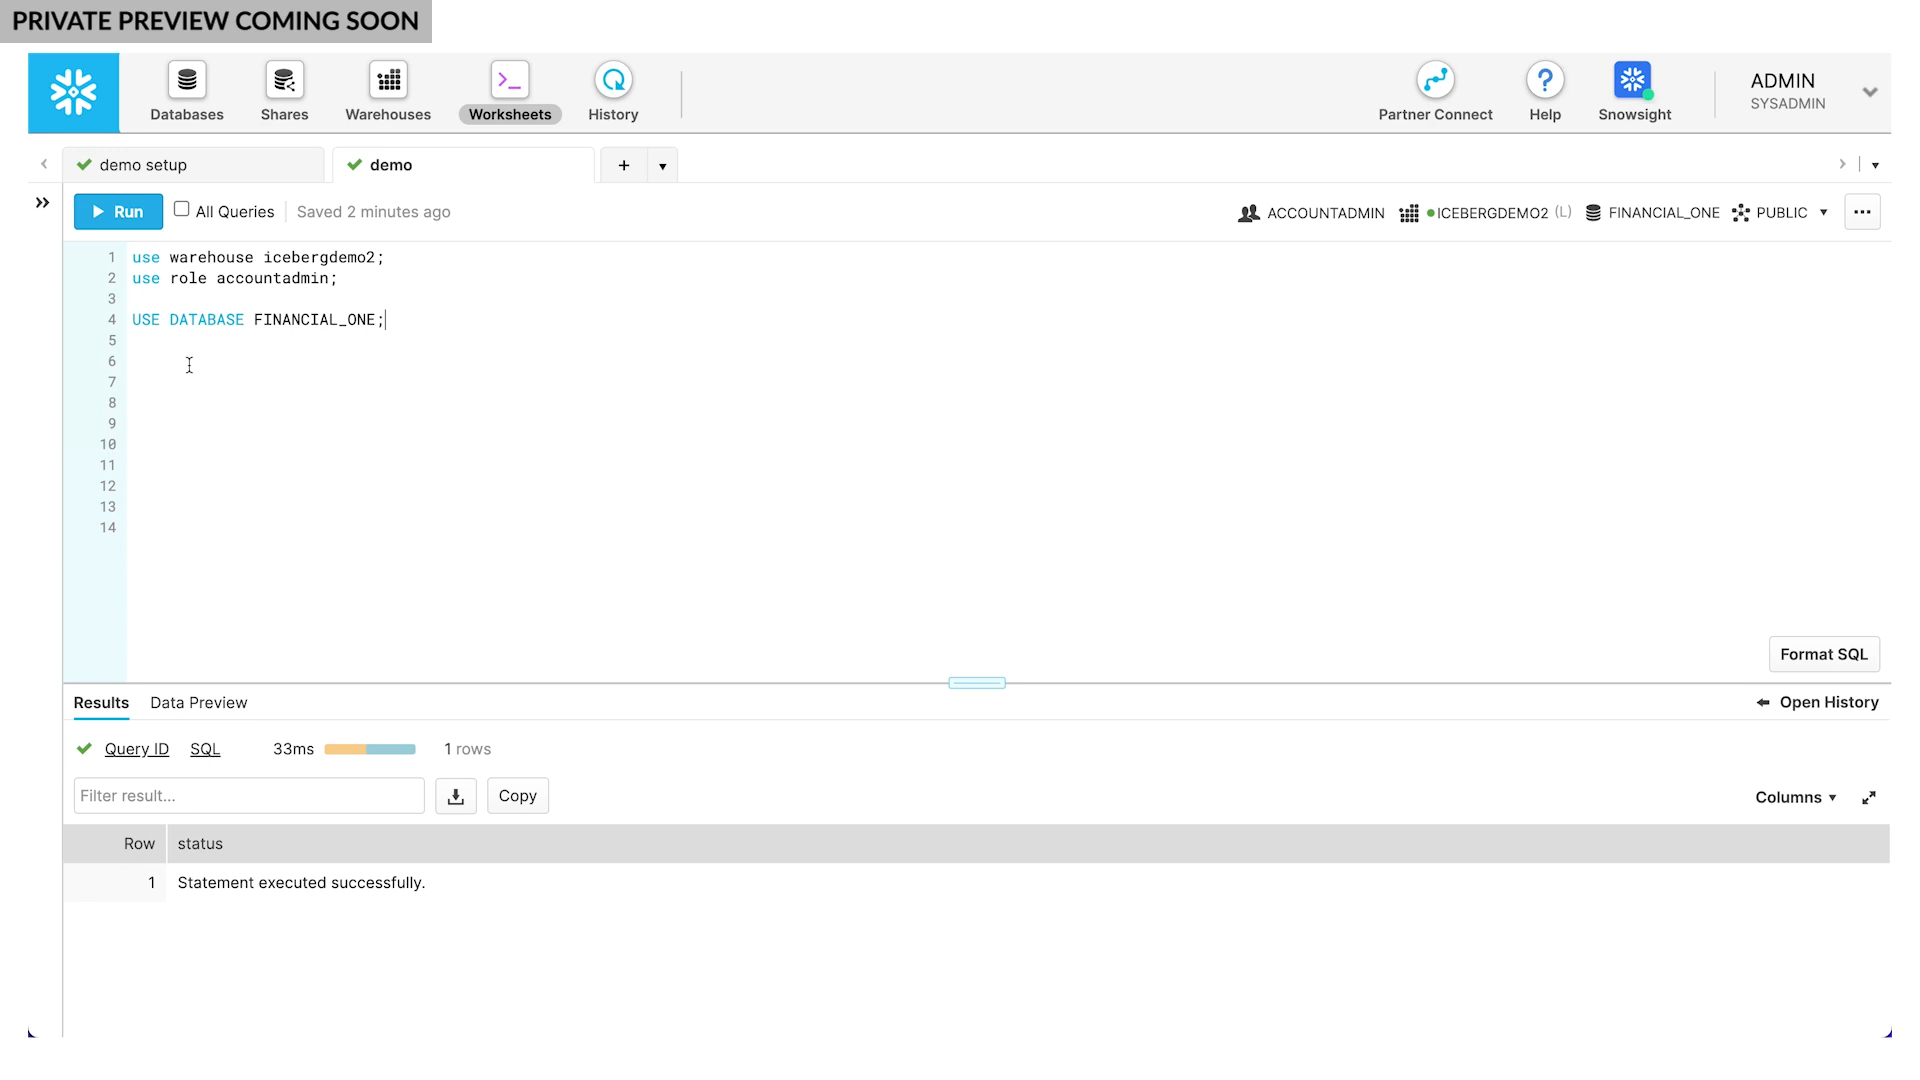 PRIVATE PREVIEW COMING SOON
Databases
Shares
Warehouses
Worksheets
History
Partner Connect
Help
Snowsight
ADMIN
SYSADMIN
demo setup
demo
+
Run
All Queries
Saved 2 minutes ago
ACCOUNTADMIN
ICEBERGDEMO2 (L)
FINANCIAL_ONE
PUBLIC
1 use warehouse icebergdemo2;
2 use role accountadmin;
3
4 USE DATABASE FINANCIAL_ONE;
5
6
7
8
9
10
11
12
13
14
Format SQL
Results
Data Preview
Open History
Query ID
SQL
33ms
1 rows
Filter result...
Copy
Columns
Row status
1 Statement executed successfully.